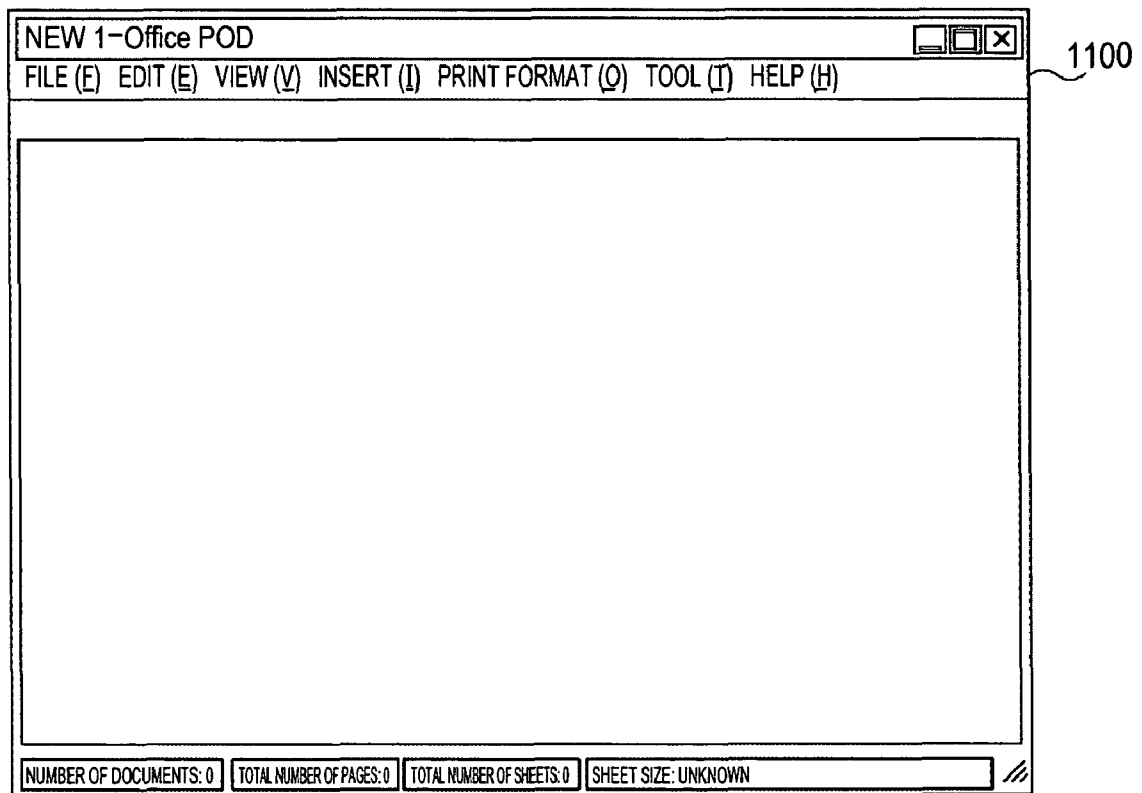 NEW 1-Office POD
1100
FILE (F) EDIT (E) VIEW (V) INSERT (I) PRINT FORMAT (O) TOOL (T) HELP (H)
NUMBER OF DOCUMENTS: 0 TOTAL NUMBER OF PAGES: 0 TOTAL NUMBER OF SHEETS: 0 SHEET SIZE: UNKNOWN